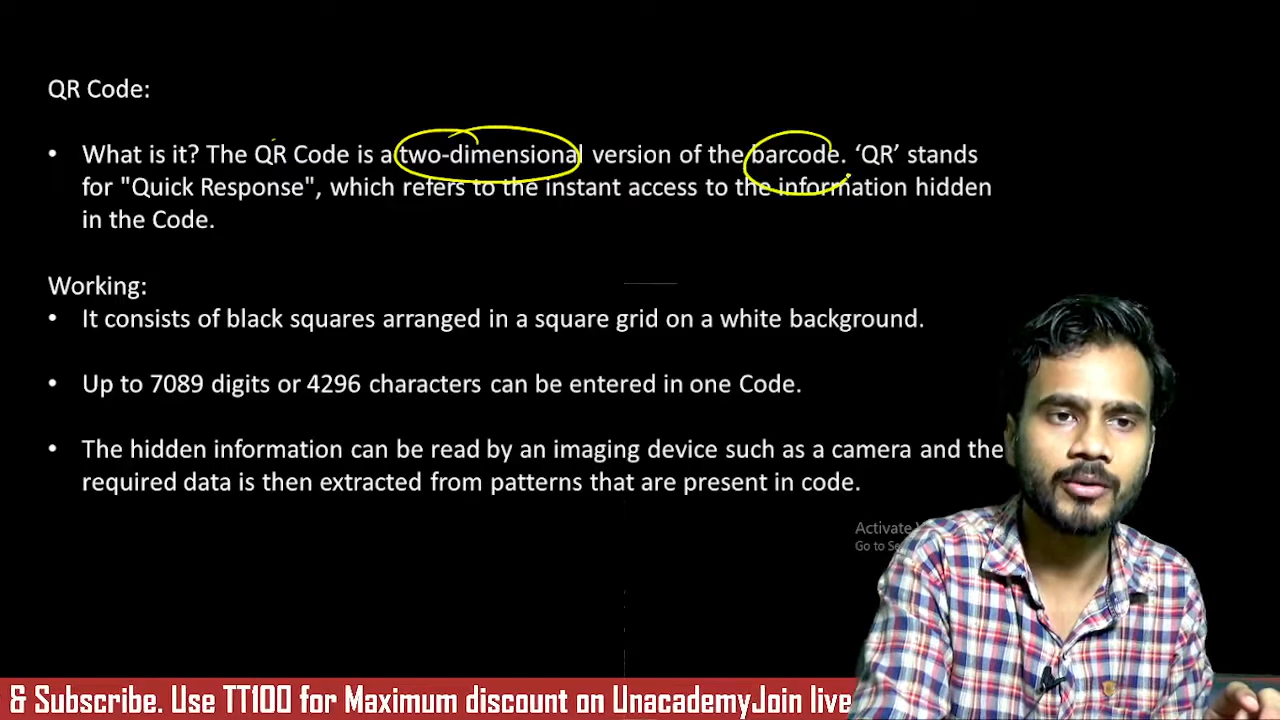 QR Code:
• What is it? The QR Code is a two-dimensional version of the barcode. ‘QR’ stands
for "Quick Response", which refers to the instant access to the information hidden
in the Code.
Working:
• It consists of black squares arranged in a square grid on a white background.
• Up to 7089 digits or 4296 characters can be entered in one Code.
• The hidden information can be read by an imaging device such as a camera and the
required data is then extracted from patterns that are present in code.
Activate
Go to
& Subscribe. Use TT100 for Maximum discount on UnacademyJoin live